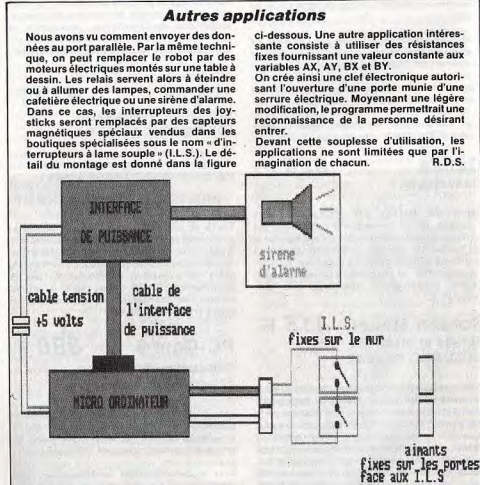 Autres applications
Nous avons vu comment envoyer des don-
nées au port parallèle. Par la même techni-
que, on peut remplacer le robot par des
moteurs électriques montés sur une table à
dessin. Les relais servent alors à éteindre
ou à allumer des lampes, commander une
cafetière électrique ou une sirène d'alarme.
Dans ce cas, les interrupteurs des joy-
sticks seront remplacés par des capteurs
magnétiques spéciaux vendus dans les
boutiques spécialisées sous le nom « d'in-
terrupteurs à lame souple » (I.L.S.). Le dé-
tail du montage est donné dans la figure
ci-dessous. Une autre application intéres-
sante consiste à utiliser des résistances
fixes fournissant une valeur constante aux
variables AX, AY, BX et BY.
On crée ainsi une clef électronique autori-
sant l'ouverture d'une porte munie d'une
serrure électrique. Moyennant une légère
modification, le programme permettrait une
reconnaissance de la personne désirant
entrer.
Devant cette souplesse d'utilisation, les
applications ne sont limitées que par l'i-
magination de chacun. R.D.S.
INTERFACE
DE PUISSANCE
sirene
d'alarme
cable tension
+5 volts
cable de
l'interface
de puissance
I.L.S.
fixes sur le mur
MICRO ORDINATEUR
aimants
fixes sur les portes
face aux I.L.S